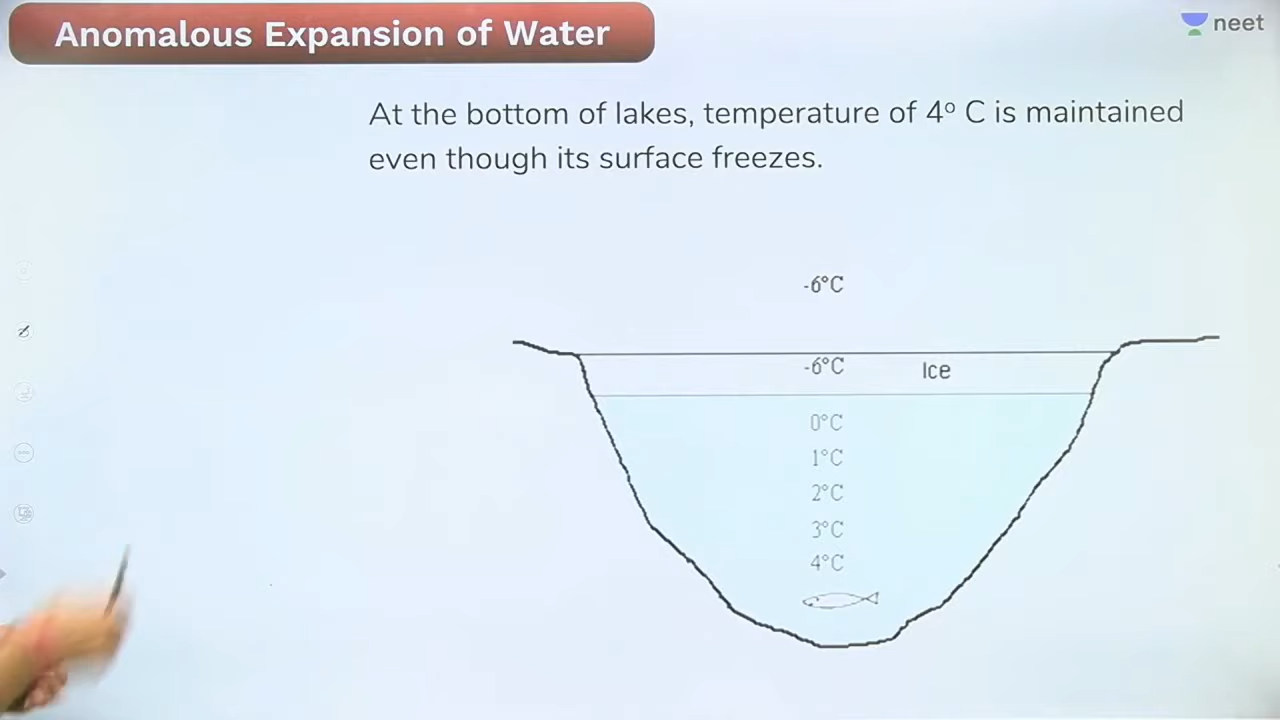 Anomalous Expansion of Water
neet
At the bottom of lakes, temperature of 4° C is maintained
even though its surface freezes.
-6°C
-6°C Ice
0°C
1°C
2°C
3°C
4°C